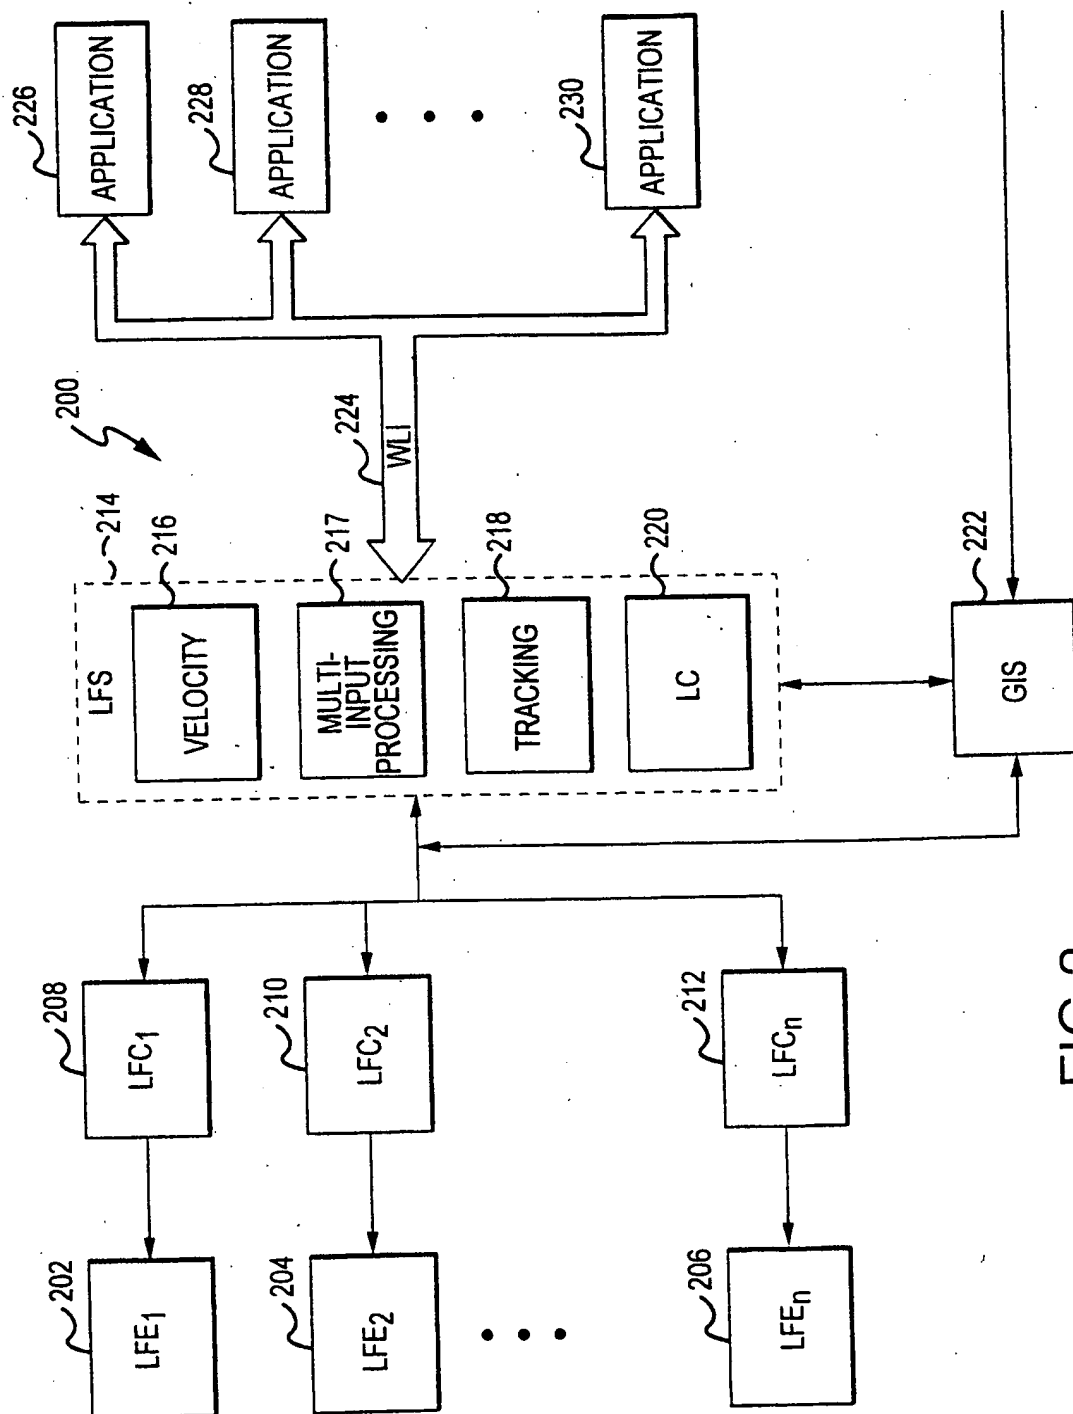 200
202
LFE1
204
LFE2
206
LFEn
208
LFC1
210
LFC2
212
LFCn
214
LFS
216
VELOCITY
217
MULTI-
INPUT
PROCESSING
218
TRACKING
220
LC
222
GIS
224
WLI
226
APPLICATION
228
APPLICATION
230
APPLICATION